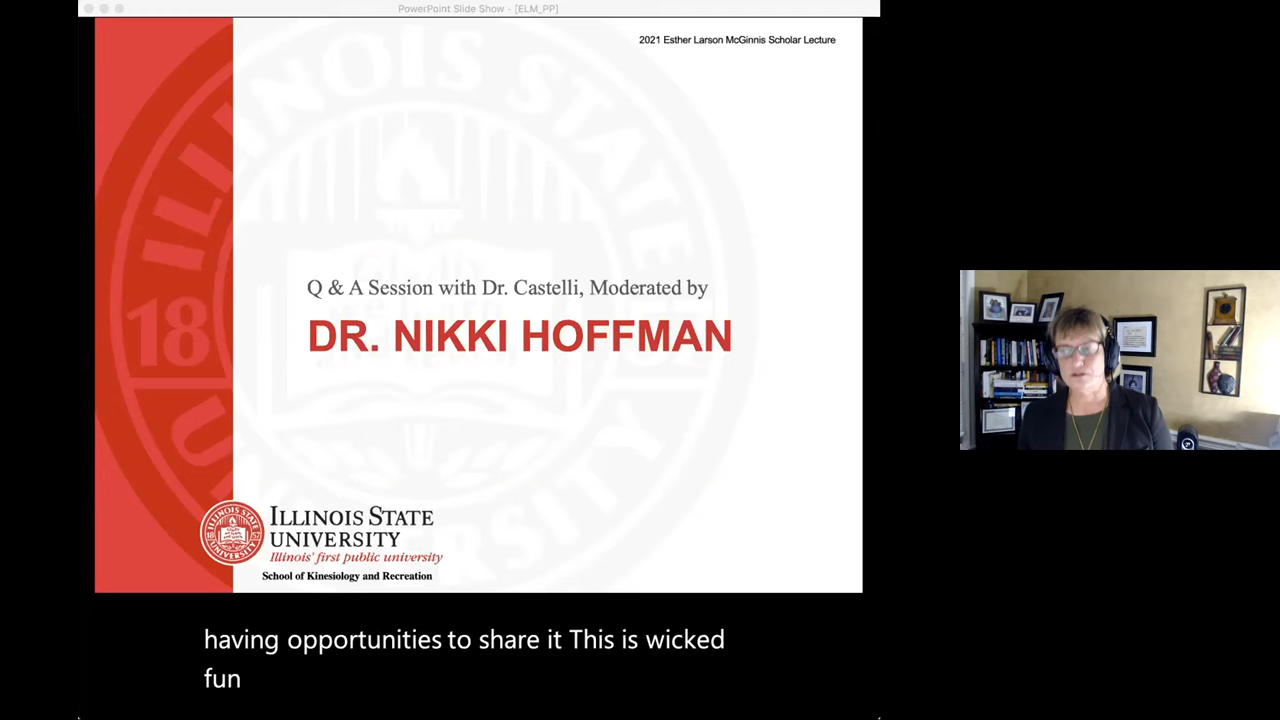 PowerPoint Slide Show - [ELM_PP]
2021 Esther Larson McGinnis Scholar Lecture
Q & A Session with Dr. Castelli, Moderated by
DR. NIKKI HOFFMAN
ILLINOIS STATE
UNIVERSITY
Illinois' first public university
School of Kinesiology and Recreation
having opportunities to share it This is wicked
fun